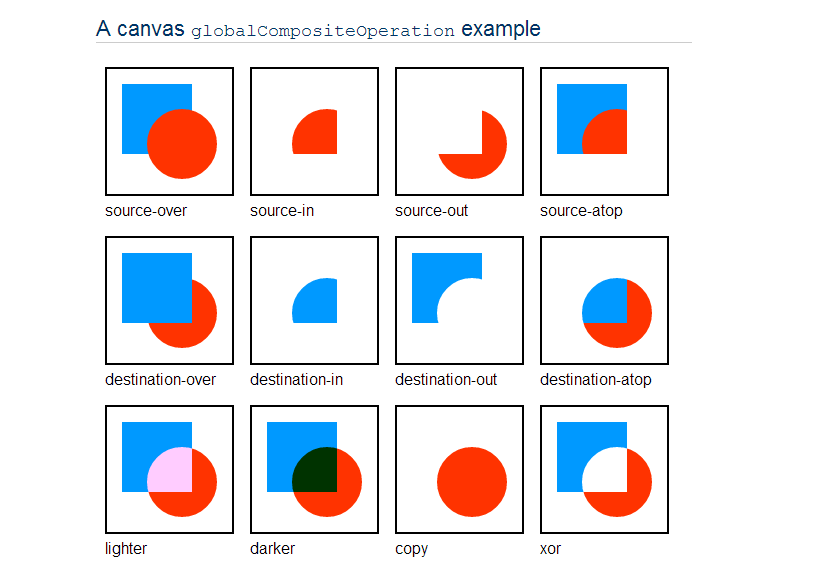 A canvas globalCompositeOperation example
source-over source-in source-out source-atop
destination-over destination-in destination-out destination-atop
lighter darker copy xor